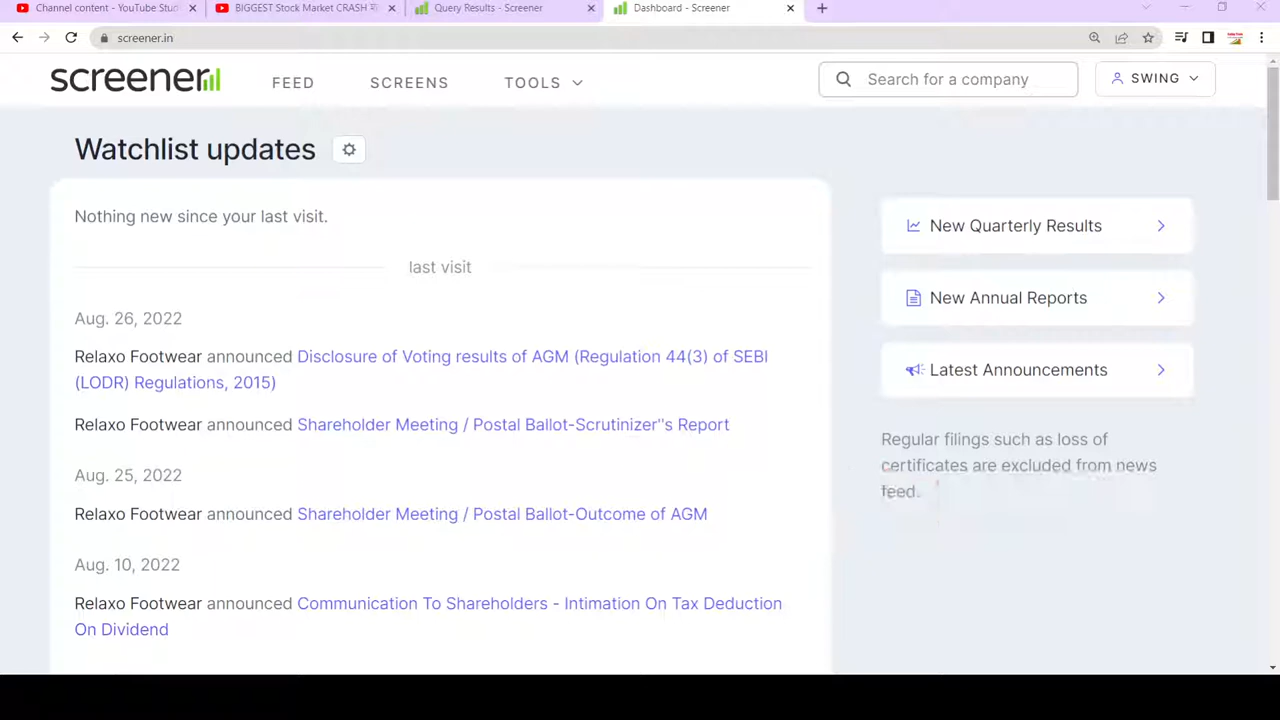 Channel content - YouTube Stud
BIGGEST Stock Market CRASH
Query Results - Screener
Dashboard - Screener
screener.in
screener
FEED
SCREENS
TOOLS
Search for a company
SWING
Watchlist updates
Nothing new since your last visit.
last visit
Aug. 26, 2022
Relaxo Footwear announced Disclosure of Voting results of AGM (Regulation 44(3) of SEBI
(LODR) Regulations, 2015)
Relaxo Footwear announced Shareholder Meeting / Postal Ballot-Scrutinizer''s Report
Aug. 25, 2022
Relaxo Footwear announced Shareholder Meeting / Postal Ballot-Outcome of AGM
Aug. 10, 2022
Relaxo Footwear announced Communication To Shareholders - Intimation On Tax Deduction
On Dividend
New Quarterly Results
New Annual Reports
Latest Announcements
Regular filings such as loss of
certificates are excluded from news
feed.